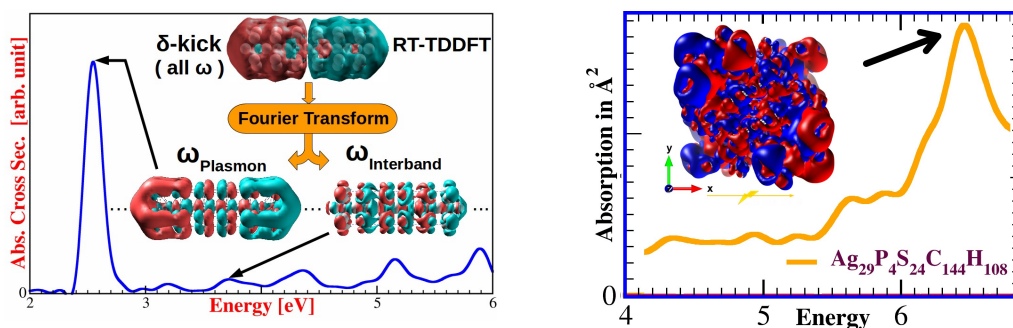 δ-kick
( all ω )
RT-TDDFT
Fourier Transform
ωPlasmon
ωInterband
Abs. Cross Sec. [arb. unit]
0
2
3
5
6
Energy [eV]
Absorption in Å2
y
x
Ag29P4S24C144H108
0
4
5
6
Energy